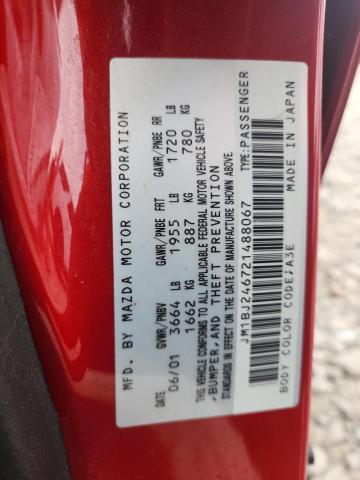 MFD. BY MAZDA MOTOR CORPORATION
DATE GVWR/PNBV GAWR/PNBE FRT GAWR/PNBE RR
06/01 3664 LB 1955 LB 1720 LB
1662 KG 887 KG 780 KG
THIS VEHICLE CONFORMS TO ALL APPLICABLE FEDERAL MOTOR VEHICLE SAFETY
BUMPER, AND THEFT PREVENTION
STANDARDS IN EFFECT ON THE DATE OF MANUFACTURE SHOWN ABOVE.
JM1BJ246721488067 TYPE:PASSENGER
BODY COLOR CODE;A3E MADE IN JAPAN